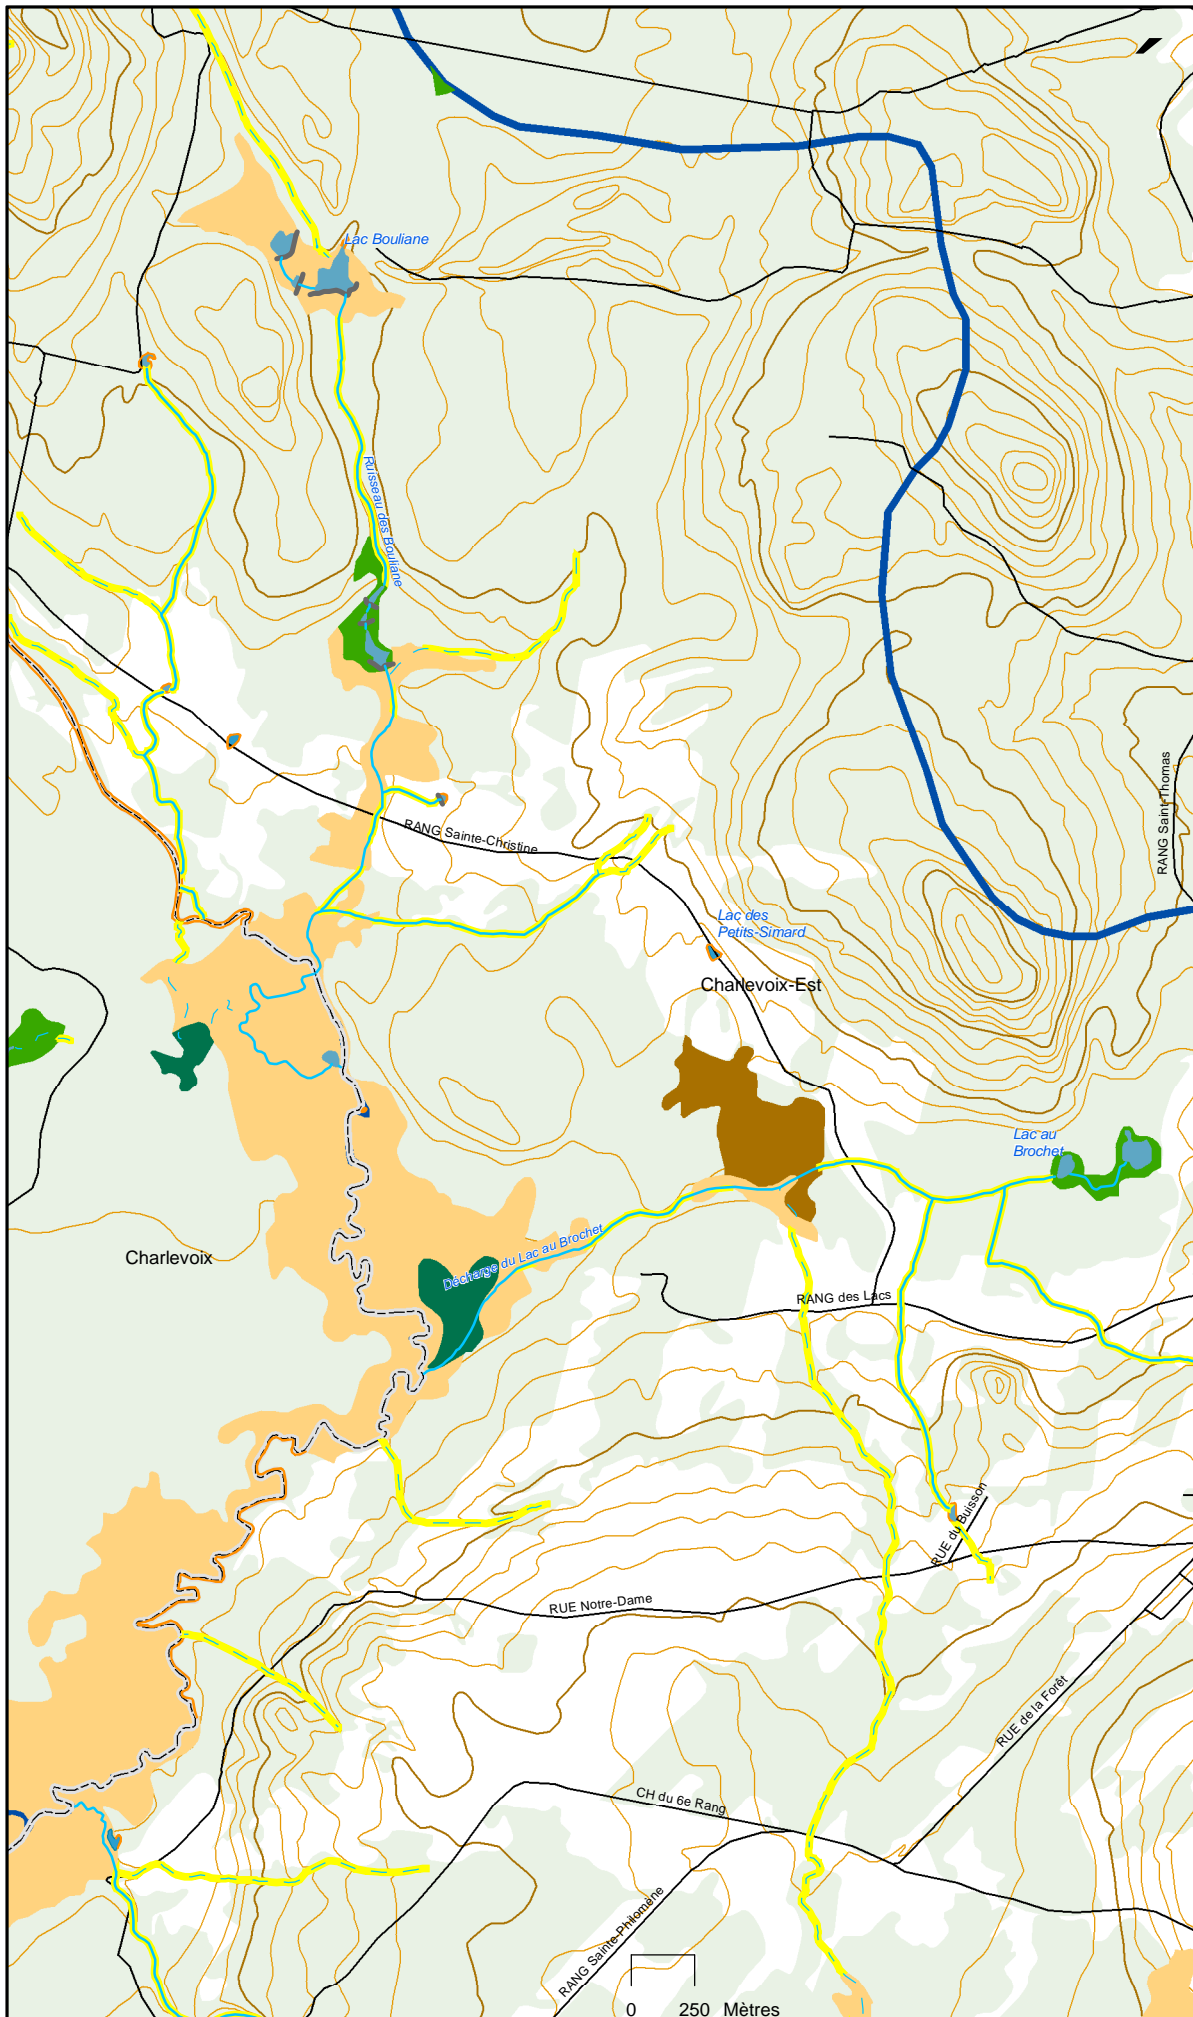 Lac Bouliane
Ruisseau des Bouliane
RANG Saint-Thomas
RANG Sainte-Christine
Lac des
Petits-Simard
Charlevoix-Est
Lac au
Brochet
Décharge du Lac au Brochet
Charlevoix
RANG des Lacs
RUE du Buisson
RUE Notre-Dame
RUE de la Forêt
CH du 6e Rang
RANG Sainte-Philomène
0 250 Mètres